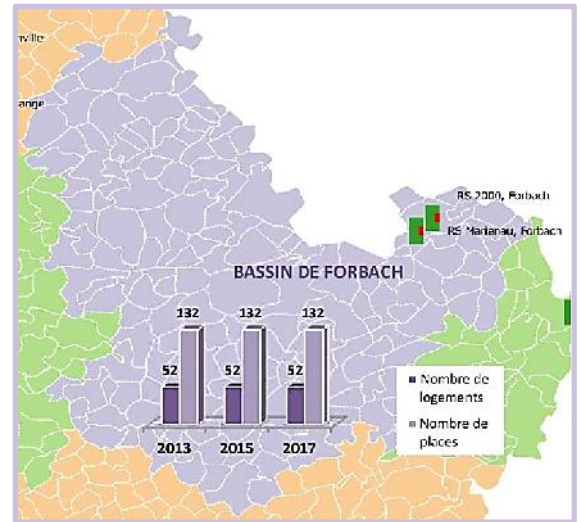 nville
ange
RS 2000, Forbach
RS Marianau, Forbach
BASSIN DE FORBACH
132 132 132
52 52 52
2013 2015 2017
Nombre de
logements
Nombre de
places